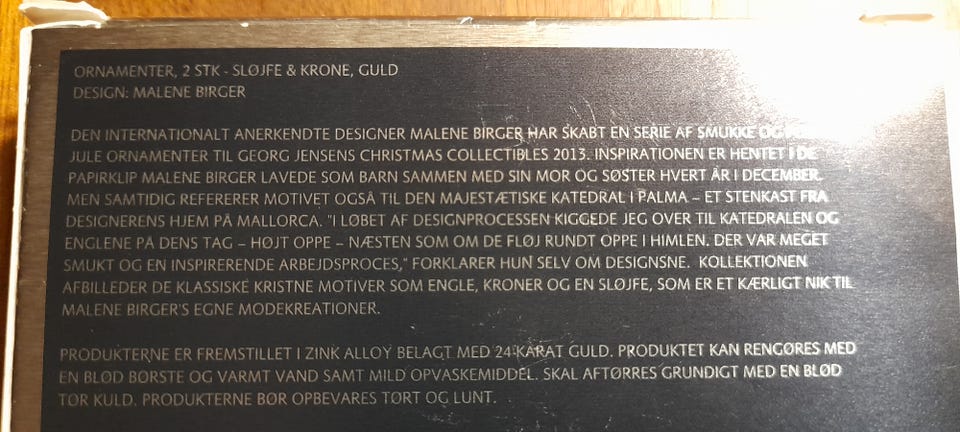 ORNAMENTER, 2 STK - SLØJFE & KRONE, GULD
DESIGN: MALENE BIRGER
DEN INTERNATIONALT ANERKENDTE DESIGNER MALENE BIRGER HAR SKABT EN SERIE AF SMUKKE OG
JULE ORNAMENTER TIL GEORG JENSENS CHRISTMAS COLLECTIBLES 2013. INSPIRATIONEN ER HENTET I DE
PAPIRKLIP MALENE BIRGER LAVEDE SOM BARN SAMMEN MED SIN MOR OG SØSTER HVERT ÅR I DECEMBER,
MEN SAMTIDIG REFERERER MOTIVET OGSÅ TIL DEN MAJESTÆTISKE KATEDRAL I PALMA – ET STENKAST FRA
DESIGNERENS HJEM PÅ MALLORCA. "I LØBET AF DESIGNPROCESSEN KIGGEDE JEG OVER TIL KATEDRALEN OG
ENGLENE PÅ DENS TAG – HØJT OPPE – NÆSTEN SOM OM DE FLØJ RUNDT OPPE I HIMLEN. DER VAR MEGET
SMUKT OG EN INSPIRERENDE ARBEJDSPROCES," FORKLARER HUN SELV OM DESIGNSNE. KOLLEKTIONEN
AFBILLEDER DE KLASSISKE KRISTNE MOTIVER SOM ENGLE, KRONER OG EN SLØJFE, SOM ER ET KÆRLIGT NIK TIL
MALENE BIRGER'S EGNE MODEKREATIONER.
PRODUKTERNE ER FREMSTILLET I ZINK ALLOY BELAGT MED 24 KARAT GULD. PRODUKTET KAN RENGØRES MED
EN BLØD BØRSTE OG VARMT VAND SAMT MILD OPVASKEMIDDEL. SKAL AFTØRRES GRUNDIGT MED EN BLØD
TØR KULD. PRODUKTERNE BØR OPBEVARES TØRT OG LUNT.